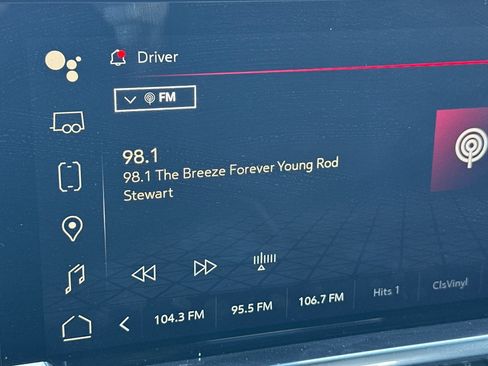 Driver
FM
98.1
98.1 The Breeze Forever Young Rod
Stewart
104.3 FM
95.5 FM
106.7 FM
Hits 1
ClsVinyl